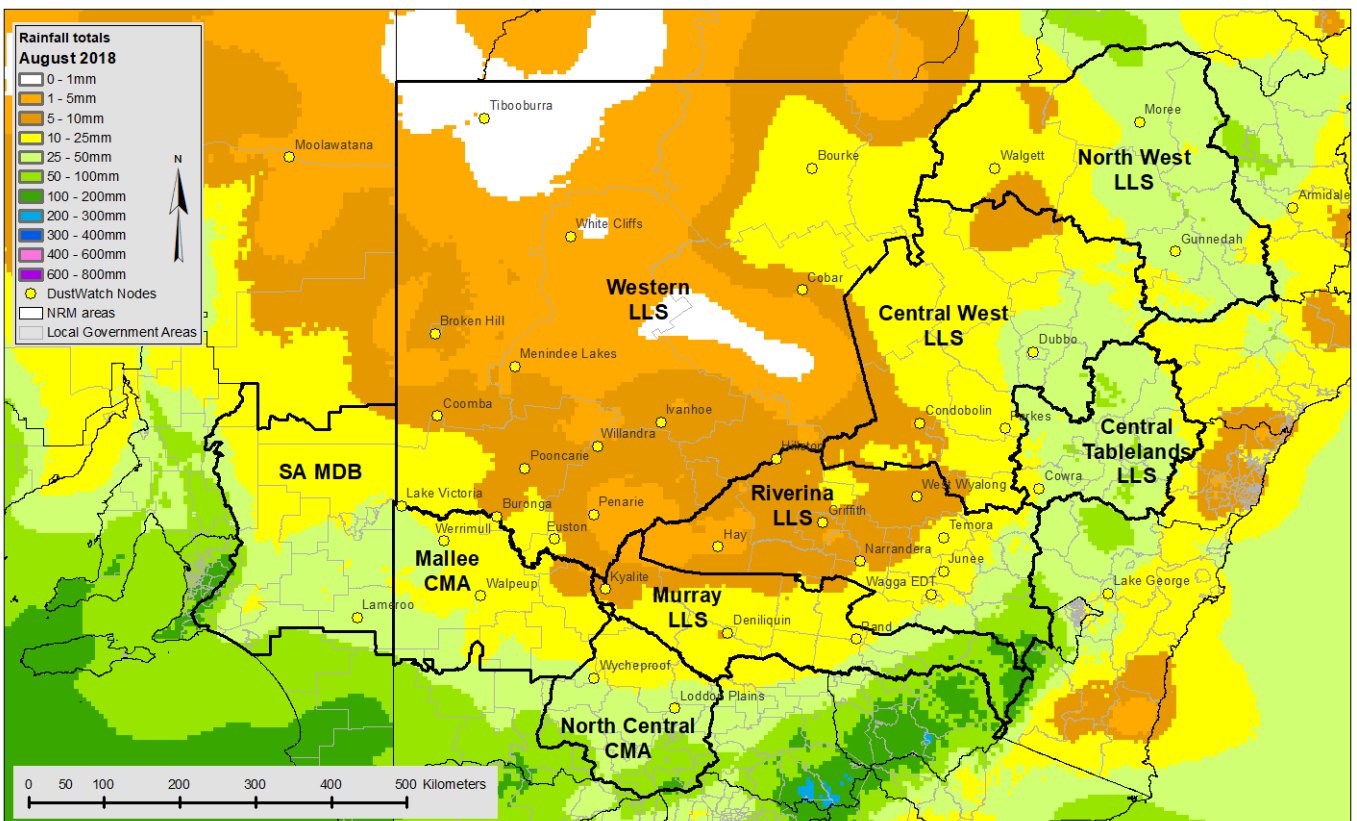 Rainfall totals
August 2018
0 - 1mm
1 - 5mm
5 - 10mm
10 - 25mm
25 - 50mm
50 - 100mm
100 - 200mm
200 - 300mm
300 - 400mm
400 - 600mm
600 - 800mm
DustWatch Nodes
NRM areas
Local Government Areas
N
Tibooburra
Moolawatana
Moree
Bourke
Walgett
North West
LLS
Armidale
White Cliffs
Gunnedah
Western
LLS
Cobar
Central West
LLS
Broken Hill
Menindee Lakes
Dubbo
Coomba
Ivanhoe
Condobolin
Parkes
Central
Tablelands
LLS
Willandra
Hillston
Pooncarie
SA MDB
Cowra
Lake Victoria
Buronga
Penarie
Riverina
LLS
West Wyalong
Griffith
Werrimull
Euston
Temora
Hay
Mallee
CMA
Narrandera
Junee
Walpeup
Kyalite
Murray
LLS
Wagga EDT
Lake George
Lameroo
Deniliquin
Rand
Wycheproof
Loddon Plains
North Central
CMA
0 50 100 200 300 400 500 Kilometers